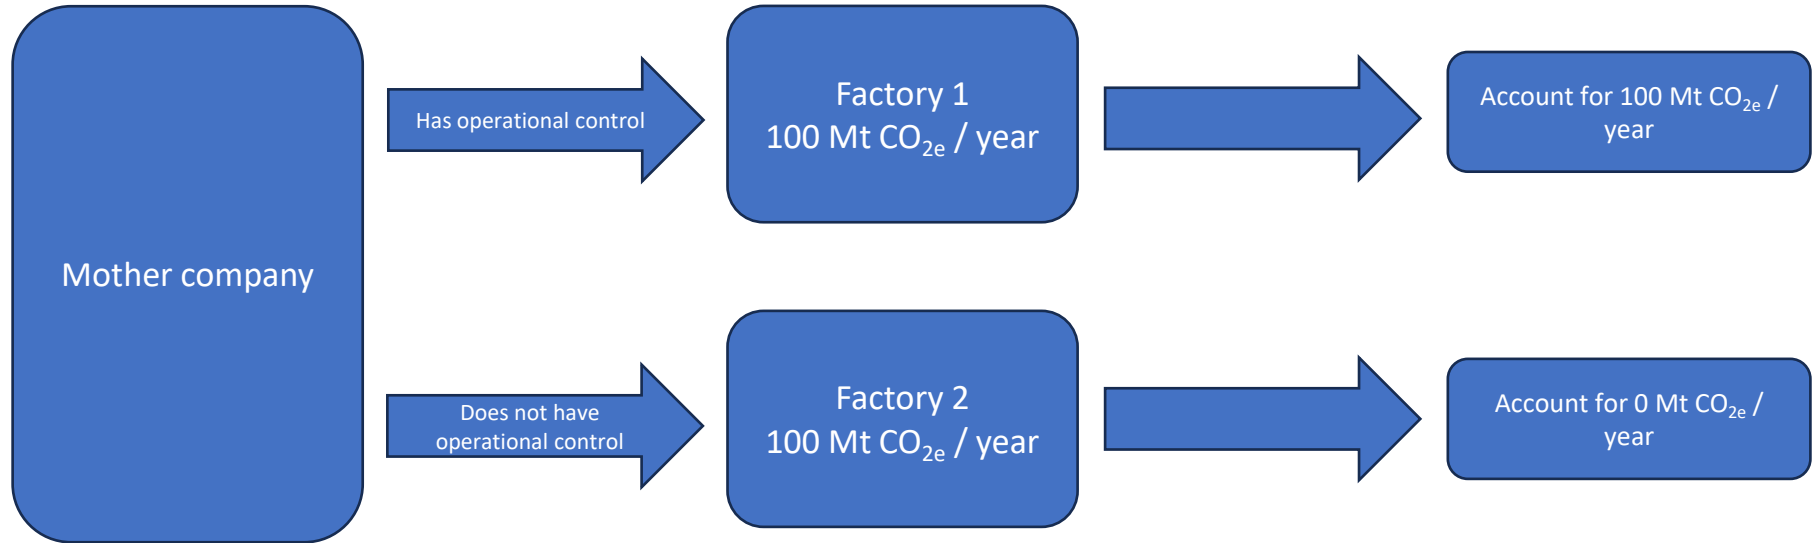 Mother company
Has operational control
Factory 1
100 Mt CO2e / year
Account for 100 Mt CO2e /
year
Does not have
operational control
Factory 2
100 Mt CO2e / year
Account for 0 Mt CO2e /
year